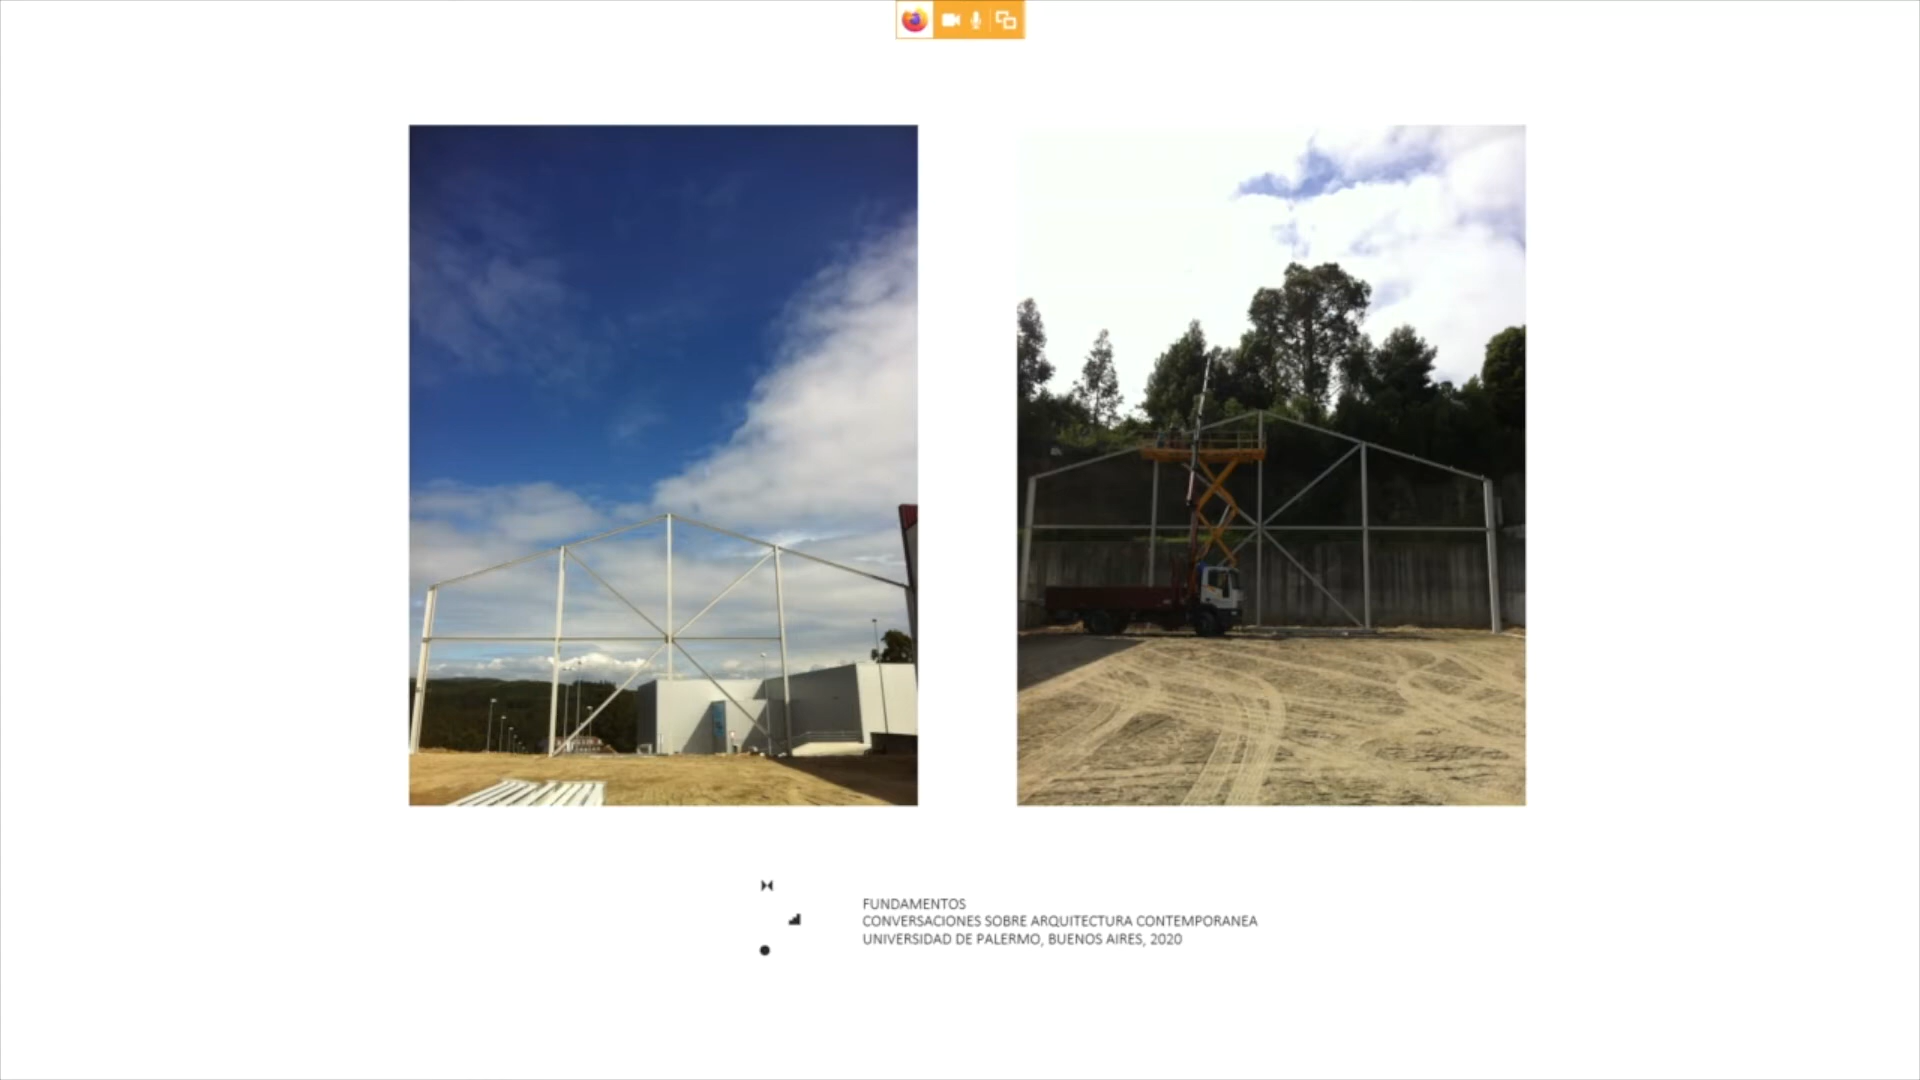 FUNDAMENTOS
CONVERSACIONES SOBRE ARQUITECTURA CONTEMPORANEA
UNIVERSIDAD DE PALERMO, BUENOS AIRES, 2020